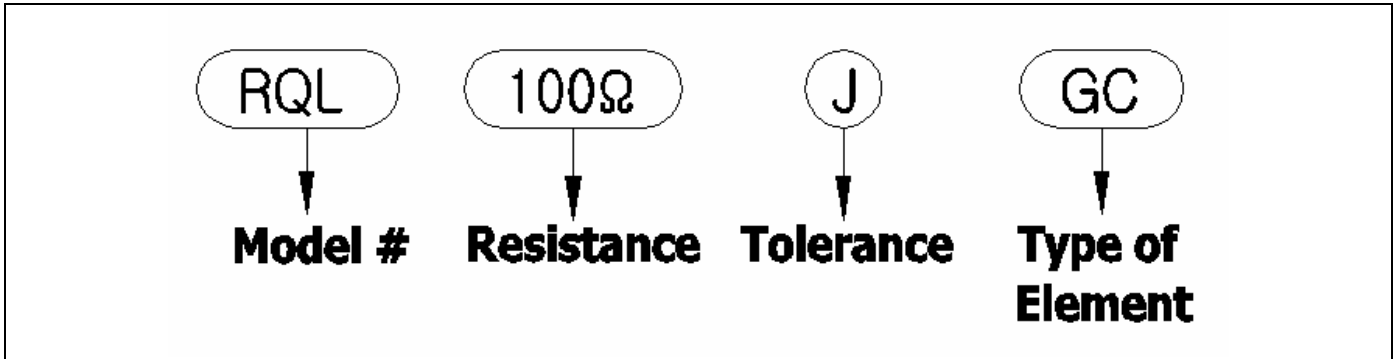 RQL 100Ω J GC
Model # Resistance Tolerance Type of
Element